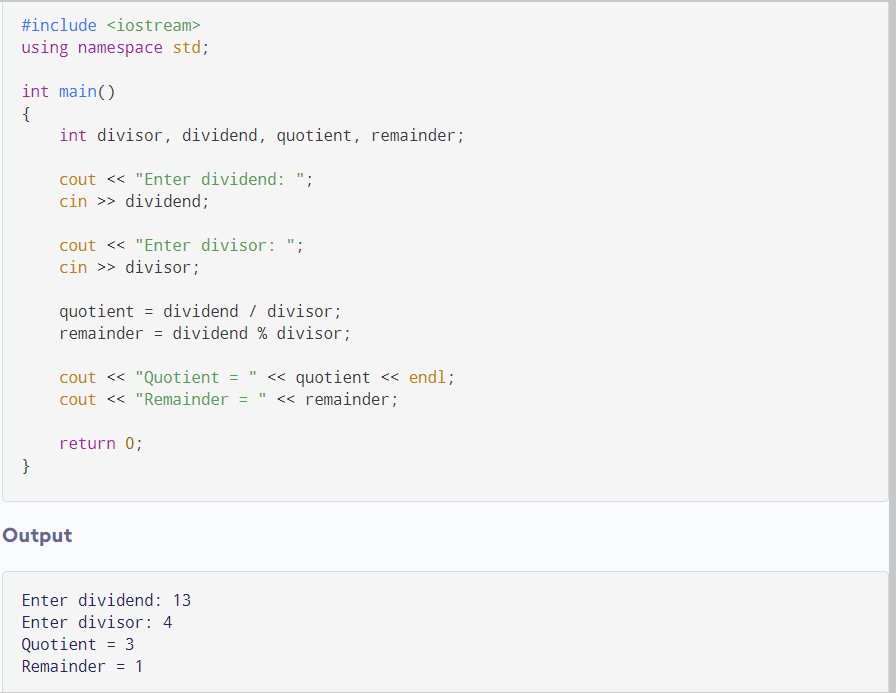 #include <iostream>
using namespace std;
int main()
{
    int divisor, dividend, quotient, remainder;
    cout << "Enter dividend: ";
    cin >> dividend;
    cout << "Enter divisor: ";
    cin >> divisor;
    quotient = dividend / divisor;
    remainder = dividend % divisor;
    cout << "Quotient = " << quotient << endl;
    cout << "Remainder = " << remainder;
    return 0;
}
Output
Enter dividend: 13
Enter divisor: 4
Quotient = 3
Remainder = 1